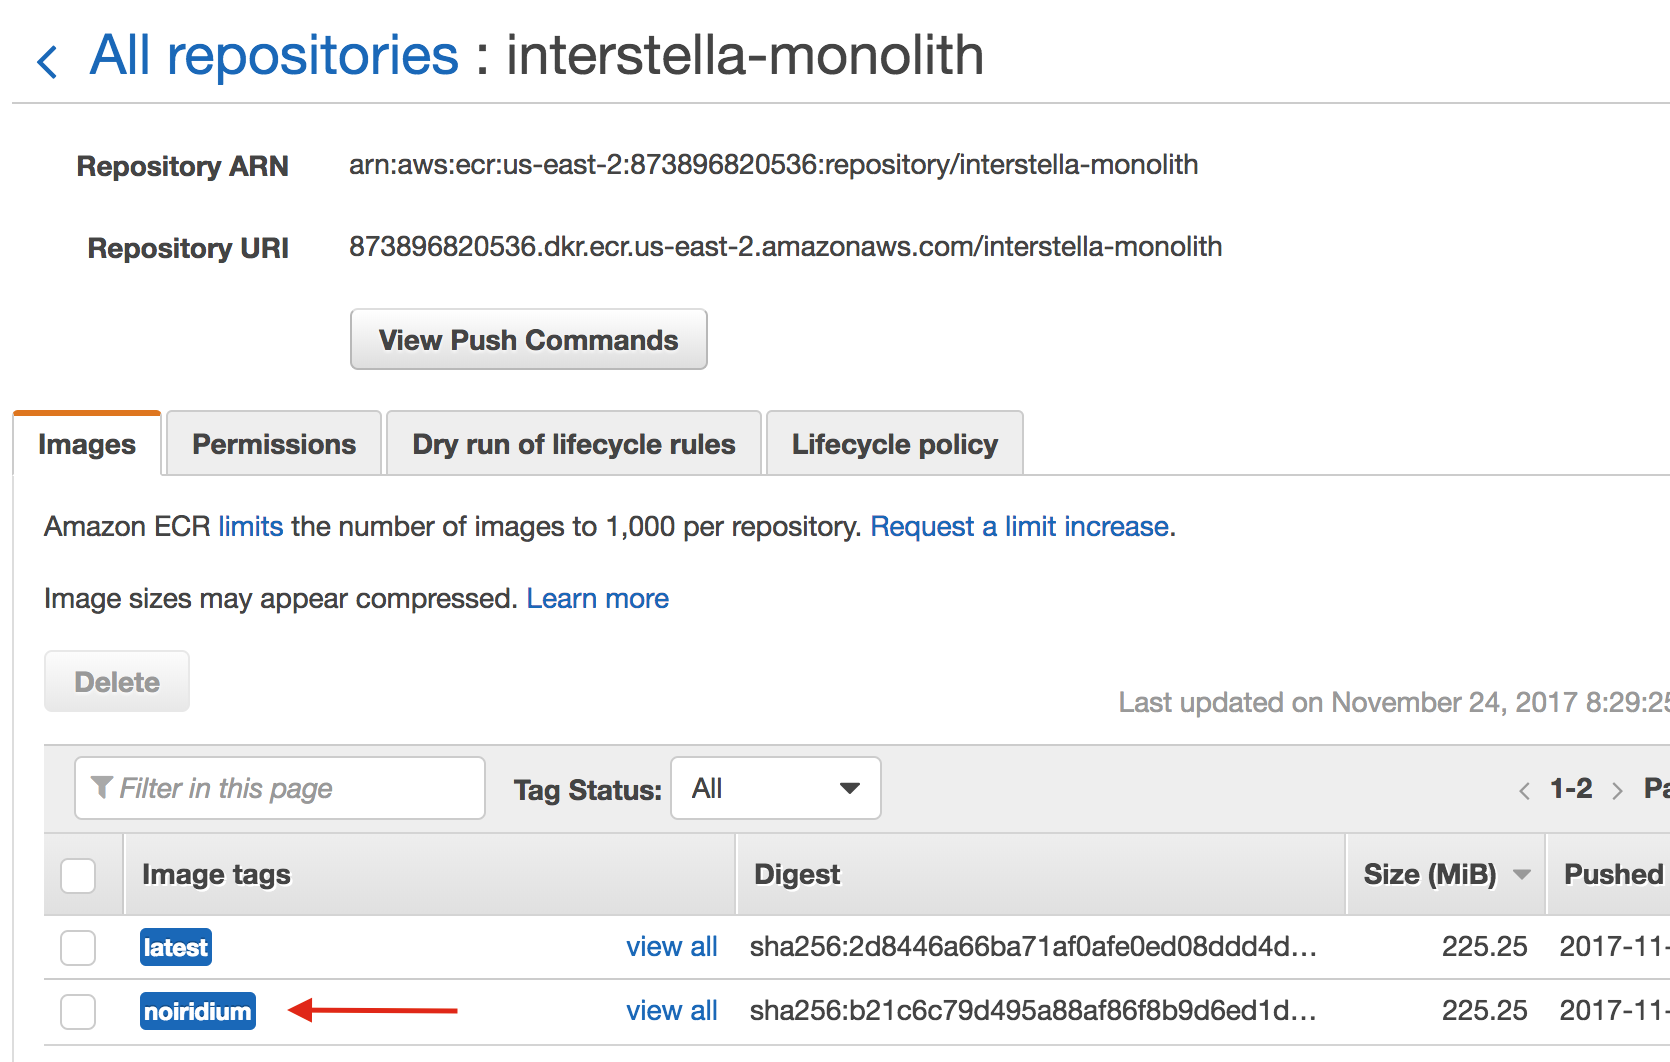 All repositories : interstella-monolith
Repository ARN arn:aws:ecr:us-east-2:873896820536:repository/interstella-monolith
Repository URI 873896820536.dkr.ecr.us-east-2.amazonaws.com/interstella-monolith
View Push Commands
Images Permissions Dry run of lifecycle rules Lifecycle policy
Amazon ECR limits the number of images to 1,000 per repository. Request a limit increase.
Image sizes may appear compressed. Learn more
Delete
Last updated on November 24, 2017 8:29:25
Filter in this page Tag Status: All < 1-2 > Pa
Image tags Digest Size (MiB) Pushed
latest view all sha256:2d8446a66ba71af0afe0ed08ddd4d... 225.25 2017-11-
noiridium view all sha256:b21c6c79d495a88af86f8b9d6ed1d... 225.25 2017-11-